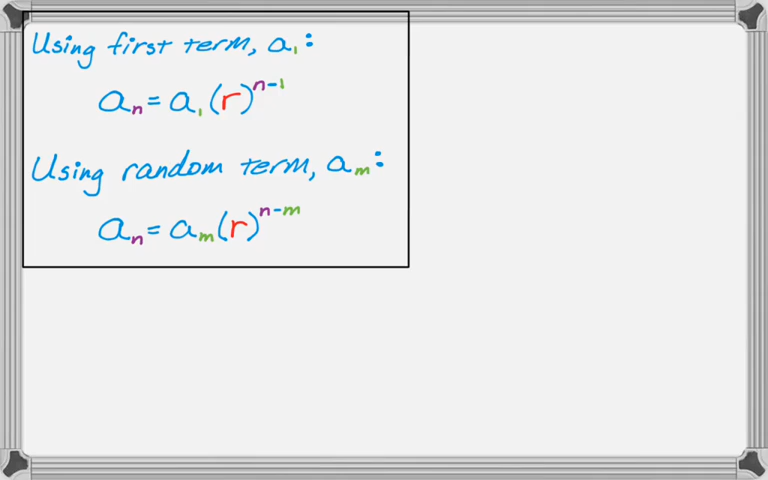 Using first term, a₁:
aₙ = a₁(r)ⁿ⁻¹
Using random term, aₘ:
aₙ = aₘ(r)ⁿ⁻ᵐ